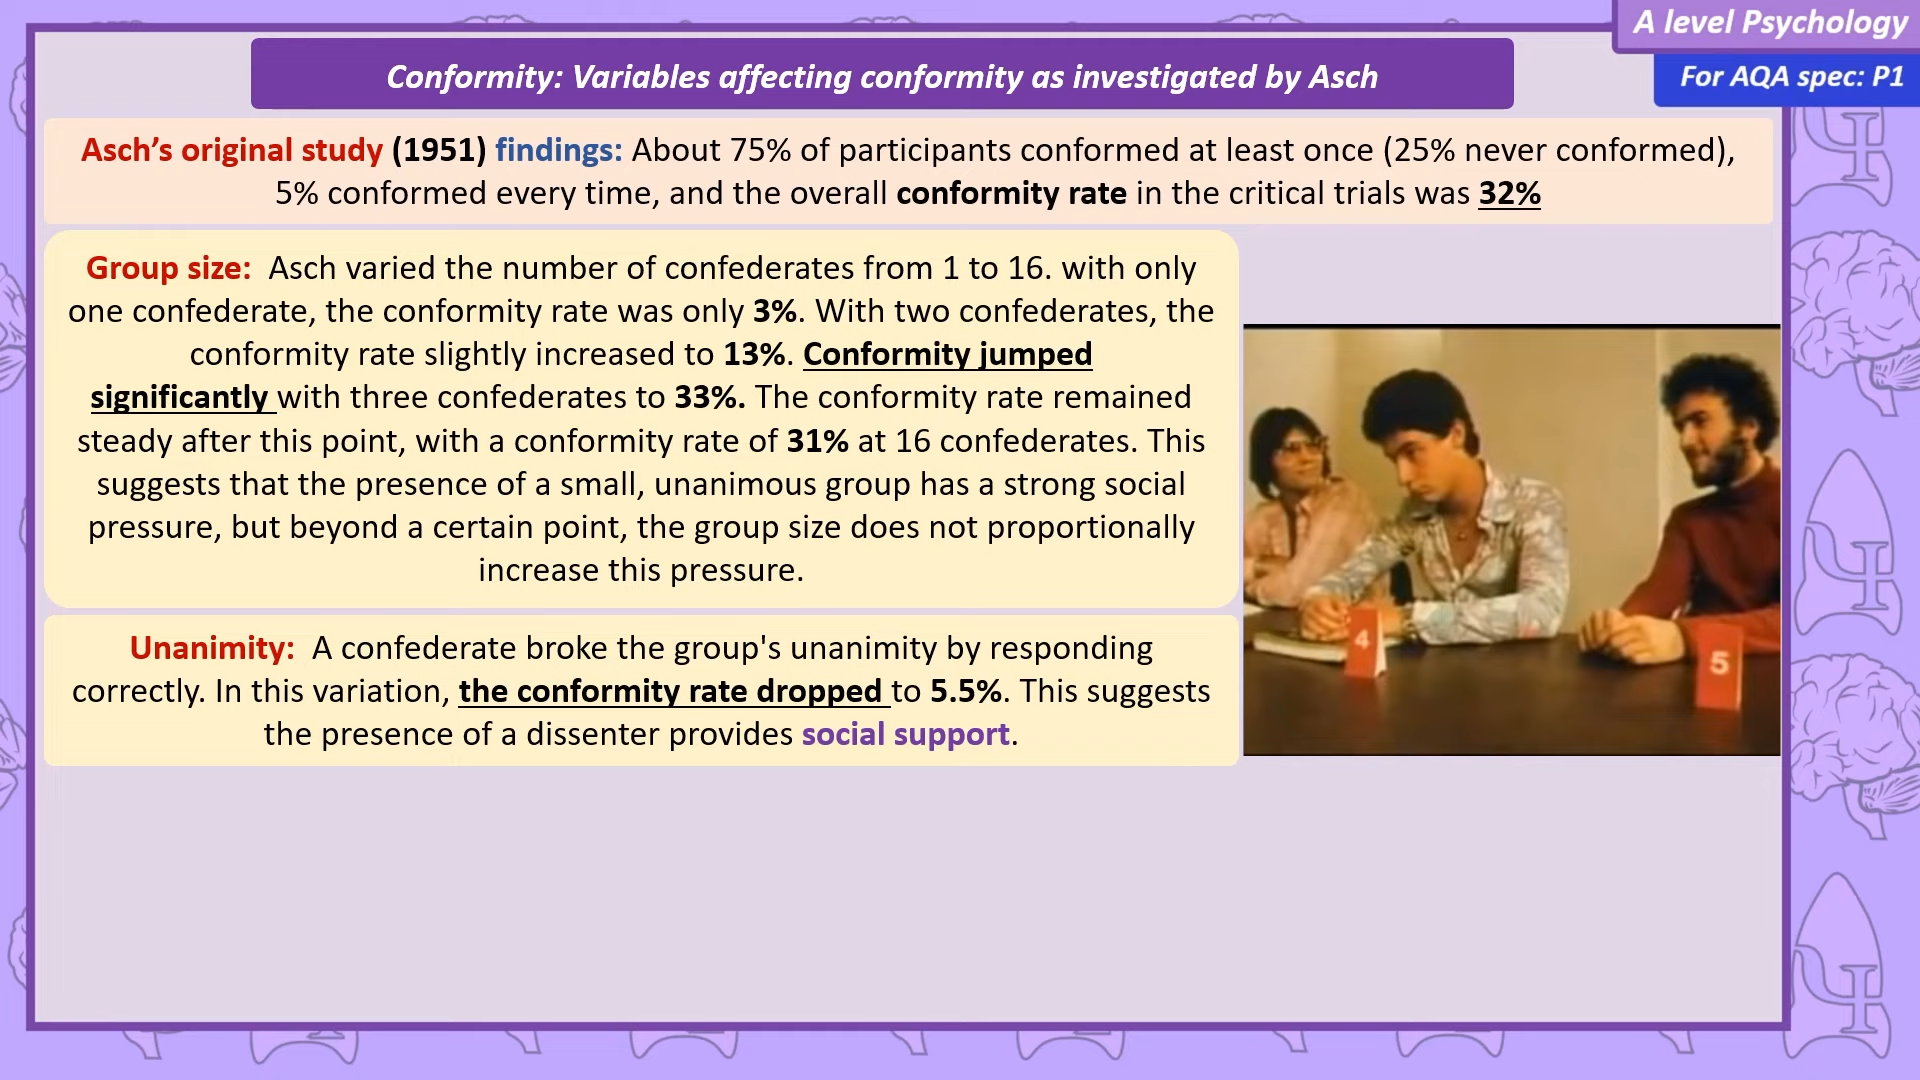 A level Psychology
For AQA spec: P1
Conformity: Variables affecting conformity as investigated by Asch
Asch’s original study (1951) findings: About 75% of participants conformed at least once (25% never conformed),
5% conformed every time, and the overall conformity rate in the critical trials was 32%
Group size: Asch varied the number of confederates from 1 to 16. with only
one confederate, the conformity rate was only 3%. With two confederates, the
conformity rate slightly increased to 13%. Conformity jumped
significantly with three confederates to 33%. The conformity rate remained
steady after this point, with a conformity rate of 31% at 16 confederates. This
suggests that the presence of a small, unanimous group has a strong social
pressure, but beyond a certain point, the group size does not proportionally
increase this pressure.
Unanimity: A confederate broke the group's unanimity by responding
correctly. In this variation, the conformity rate dropped to 5.5%. This suggests
the presence of a dissenter provides social support.
4
5